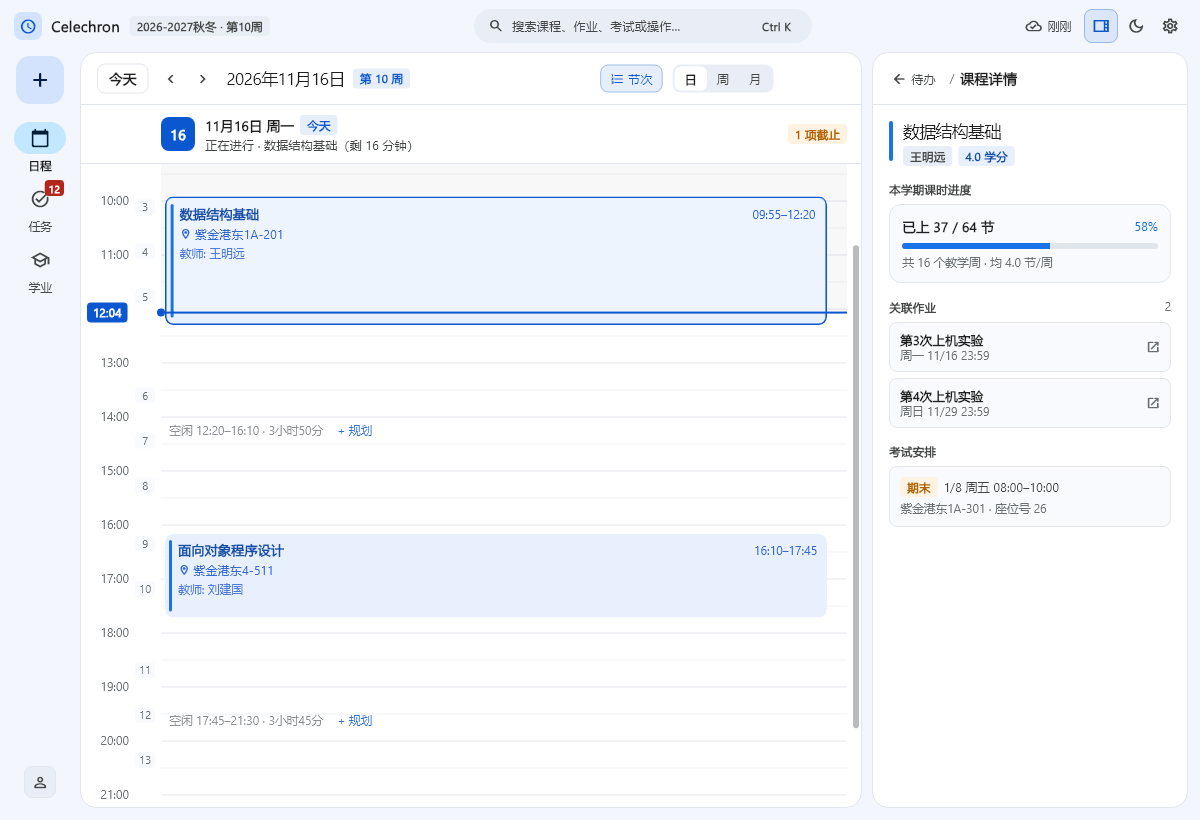 Celechron
2026-2027秋冬 · 第10周
搜索课程、作业、考试或操作...
Ctrl K
刚刚
日程
12
任务
学业
今天
2026年11月16日
第 10 周
节次
日
周
月
16
11月16日 周一
今天
正在进行 · 数据结构基础（剩 16 分钟）
1 项截止
10:00
11:00
12:04
13:00
14:00
15:00
16:00
17:00
18:00
19:00
20:00
21:00
3
4
5
6
7
8
9
10
11
12
13
数据结构基础
09:55–12:20
紫金港东1A-201
教师: 王明远
空闲 12:20–16:10 · 3小时50分
+ 规划
面向对象程序设计
16:10–17:45
紫金港东4-511
教师: 刘建国
空闲 17:45–21:30 · 3小时45分
+ 规划
待办
/ 课程详情
数据结构基础
王明远
4.0 学分
本学期课时进度
已上 37 / 64 节
58%
共 16 个教学周 · 均 4.0 节/周
关联作业
2
第3次上机实验
周一 11/16 23:59
第4次上机实验
周日 11/29 23:59
考试安排
期末
1/8 周五 08:00–10:00
紫金港东1A-301 · 座位号 26